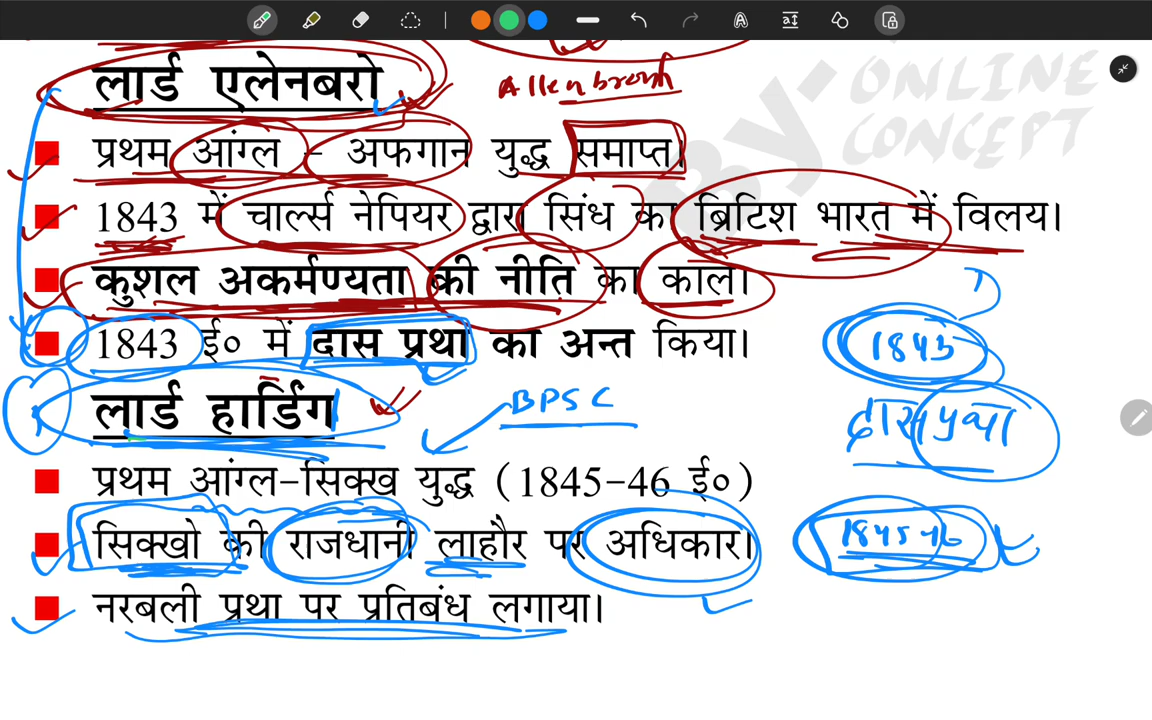 लार्ड एलेनबरो
Allenbrough
प्रथम आंग्ल - अफगान युद्ध समाप्त।
1843 में चार्ल्स नेपियर द्वारा सिंध का ब्रिटिश भारत में विलय।
कुशल अकर्मण्यता की नीति का काल।
1843 ई० में दास प्रथा का अन्त किया।
1843
लार्ड हार्डिंग
BPSC
दास प्रथा
प्रथम आंग्ल-सिक्ख युद्ध (1845-46 ई०)
सिक्खो की राजधानी लाहौर पर अधिकार।
1845-46
नरबली प्रथा पर प्रतिबंध लगाया।
By ONLINE
CONCEPT